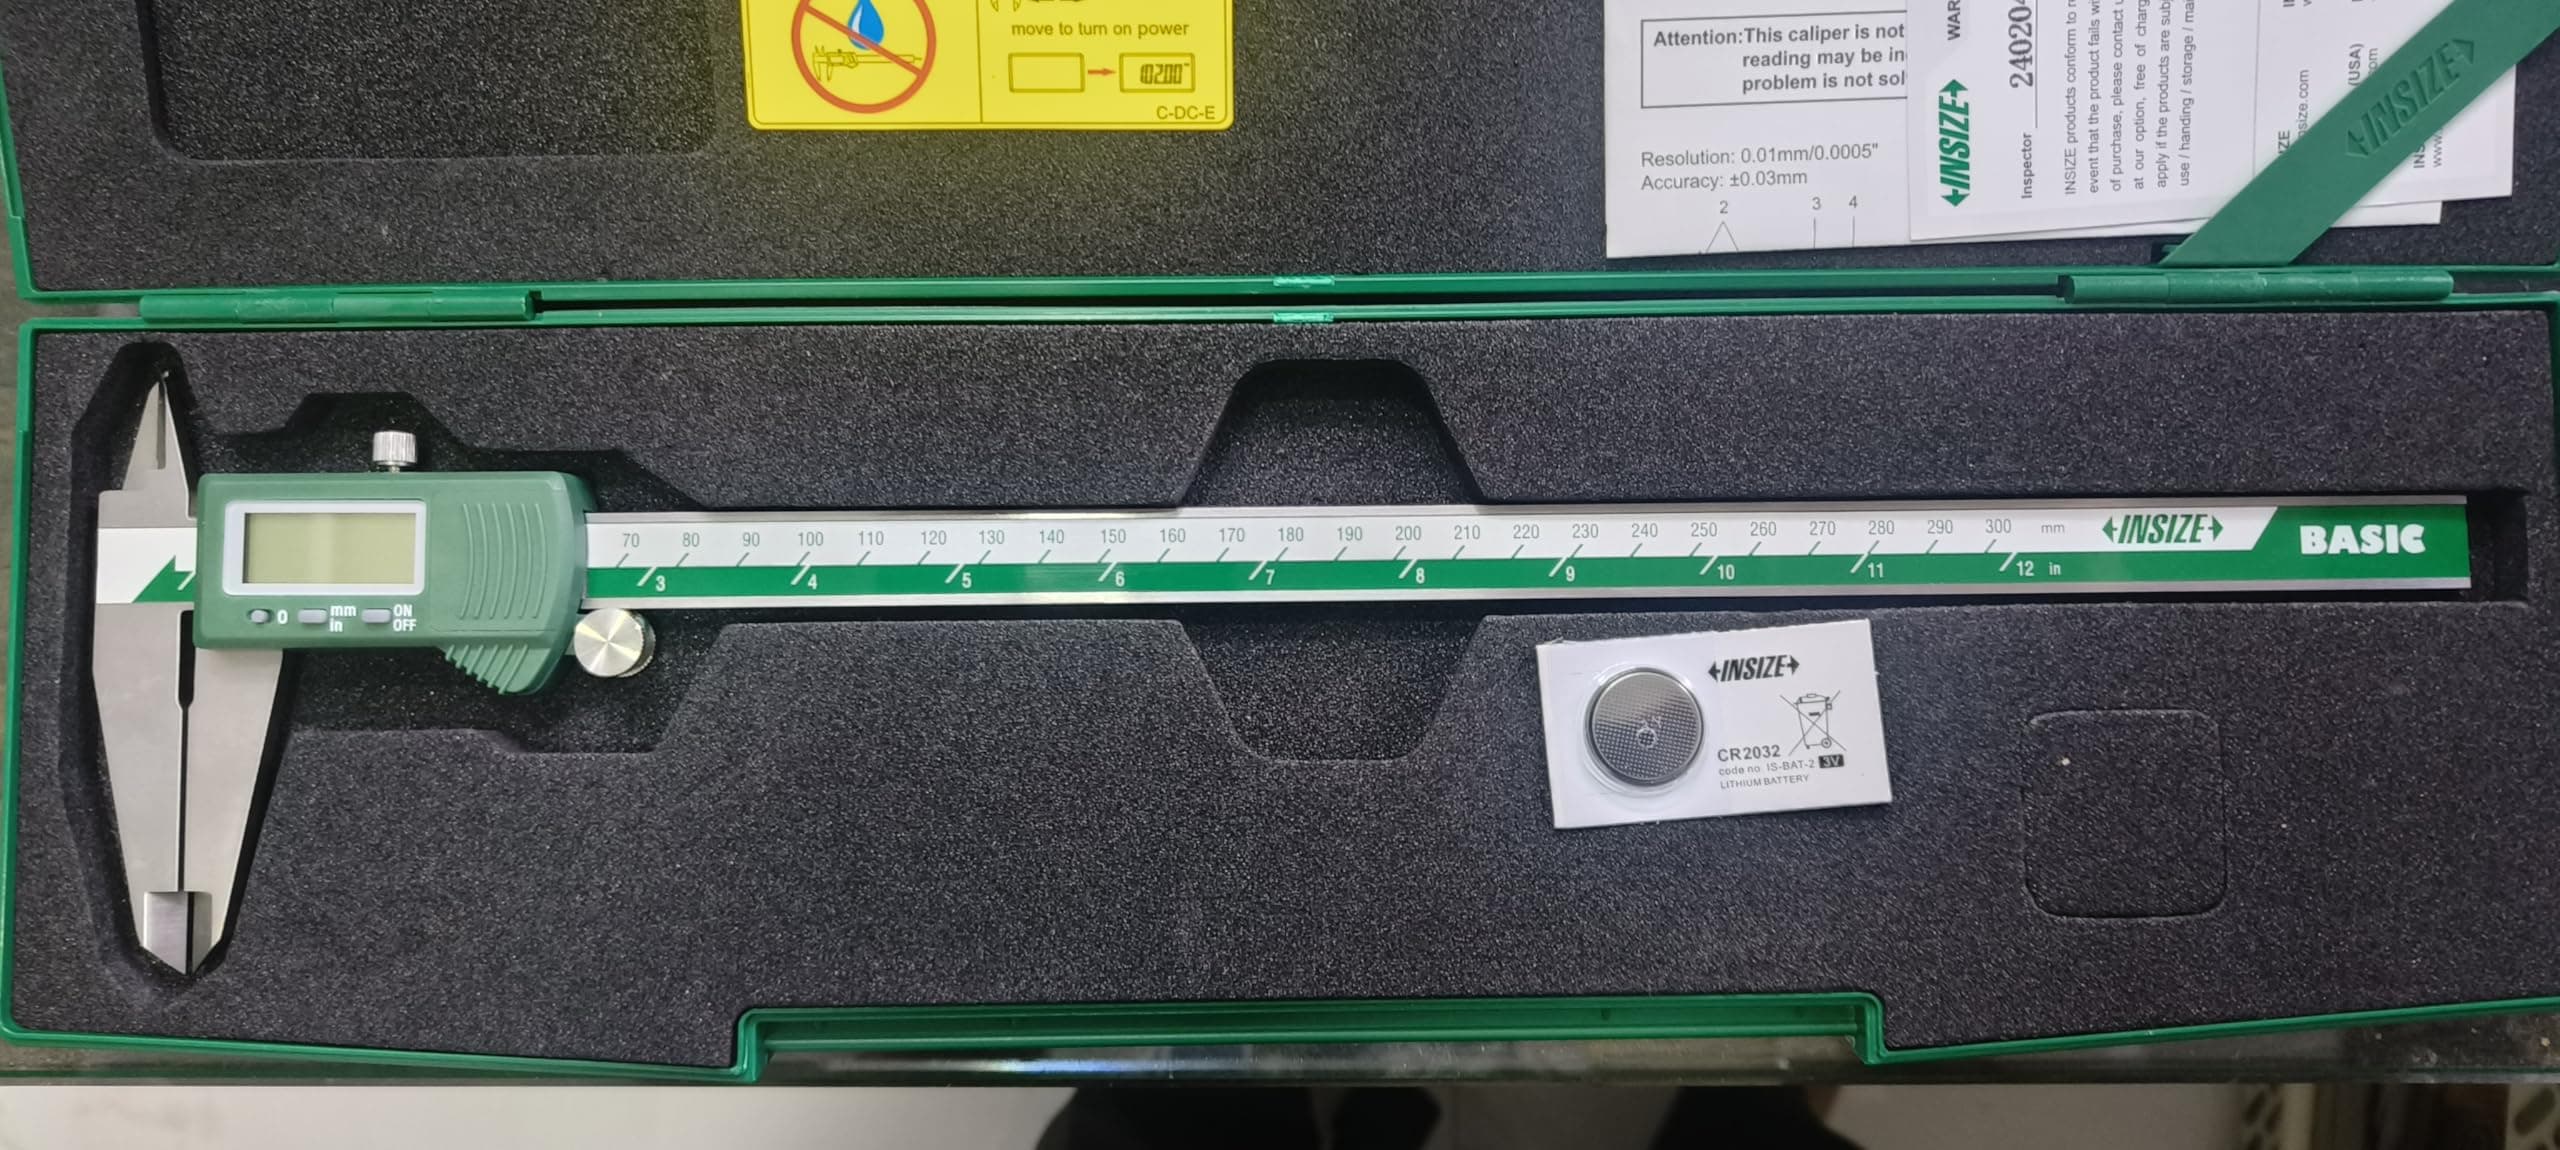 move to turn on power
102.00
C-DC-E
Attention:This caliper is not
reading may be in
problem is not sol
Resolution: 0.01mm/0.0005"
Accuracy: ±0.03mm
2 3 4
INSIZE
Inspector 240204
WAR
INSIZE products conform to
event that the product fails
of purchase, please contact
at our option, free of charg
apply if the products are sub
use / handing / storage / mai
(USA)
INSIZE
70 80 90 100 110 120 130 140 150 160 170 180 190 200 210 220 230 240 250 260 270 280 290 300 mm
3 4 5 6 7 8 9 10 11 12 in
INSIZE
BASIC
0 mm in ON OFF
INSIZE
CR2032
code no IS-BAT-2 3V
LITHIUM BATTERY